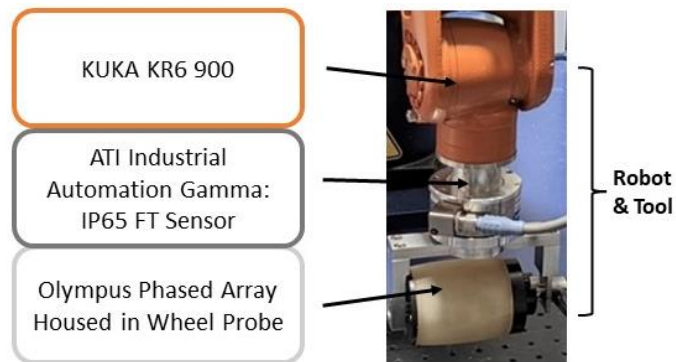 KUKA KR6 900
ATI Industrial
Automation Gamma:
IP65 FT Sensor
Olympus Phased Array
Housed in Wheel Probe
Robot
& Tool